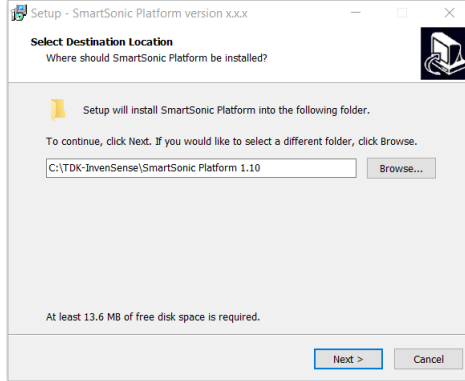 Setup - SmartSonic Platform version x.x.x
Select Destination Location
Where should SmartSonic Platform be installed?
Setup will install SmartSonic Platform into the following folder.
To continue, click Next. If you would like to select a different folder, click Browse.
C:\TDK-InvenSense\SmartSonic Platform 1.10
Browse...
At least 13.6 MB of free disk space is required.
Next >
Cancel